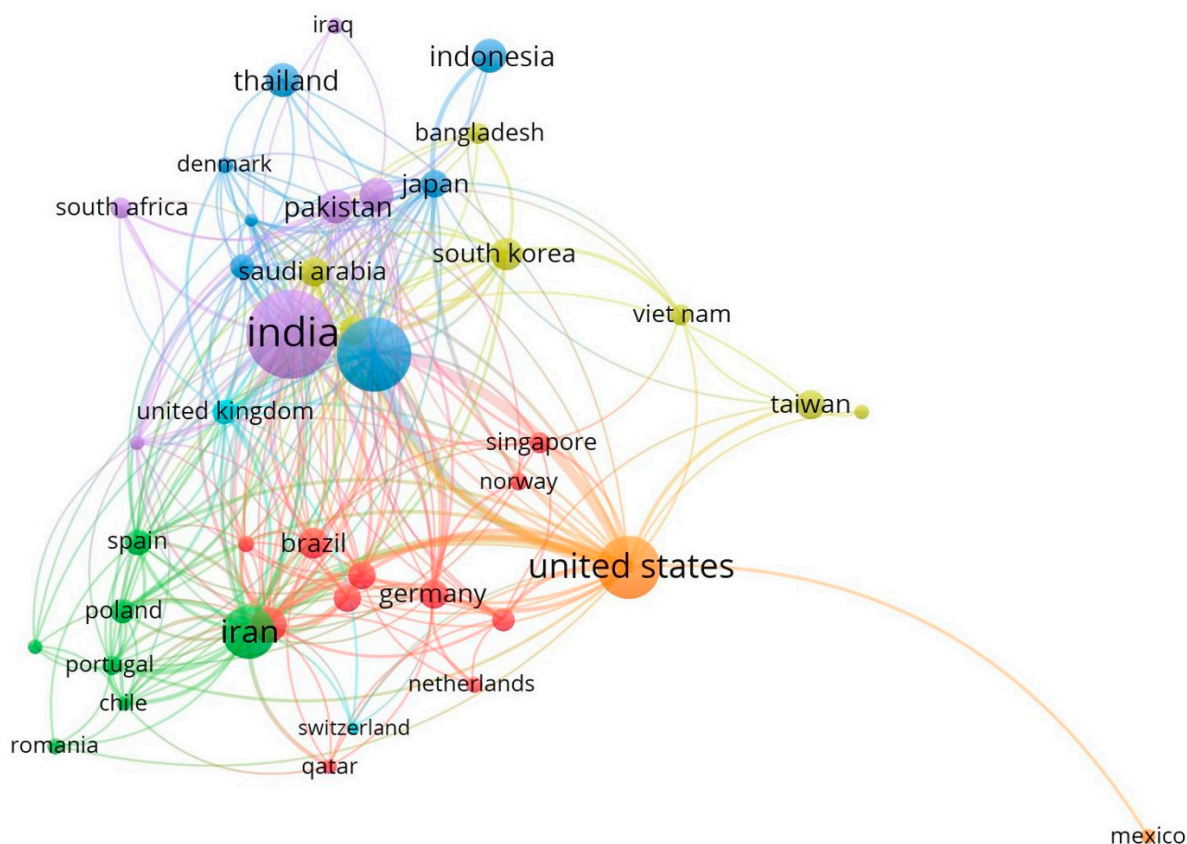 iraq
indonesia
thailand
bangladesh
denmark
japan
south africa
pakistan
south korea
saudi arabia
viet nam
india
taiwan
united kingdom
singapore
norway
spain
brazil
united states
germany
poland
iran
portugal
netherlands
chile
switzerland
romania
qatar
mexico